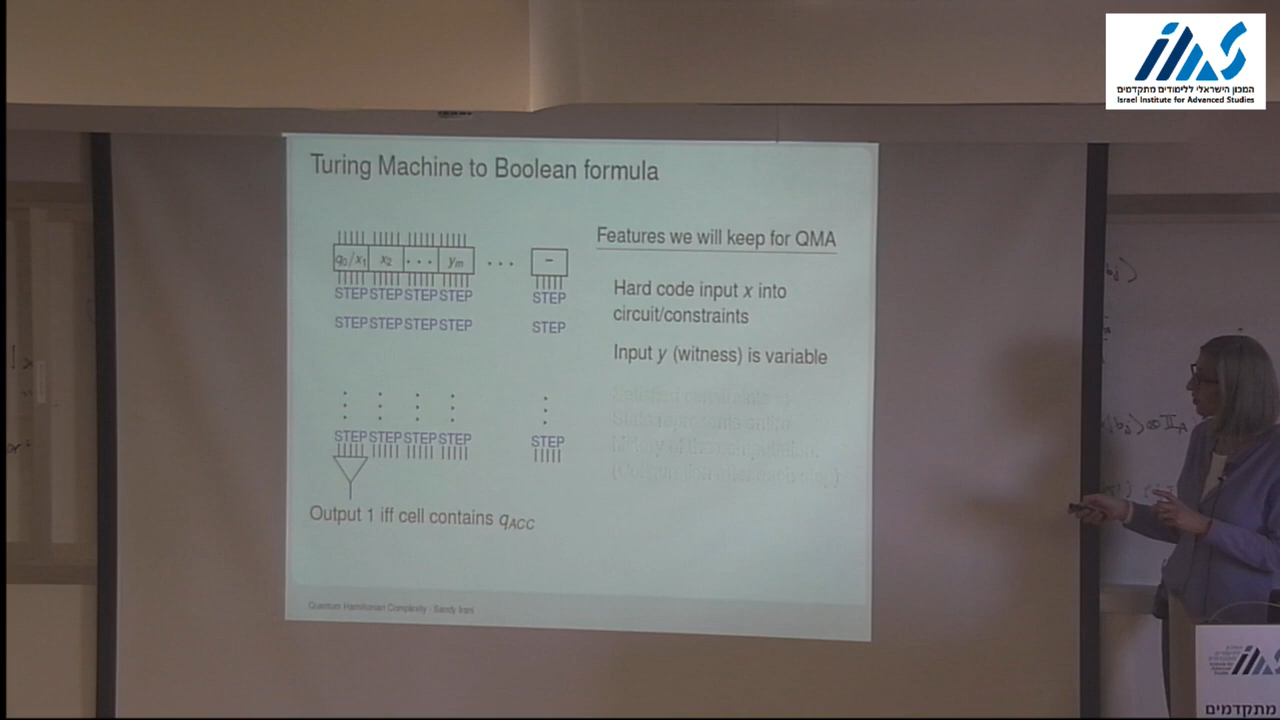 המכון הישראלי ללימודים מתקדמים
Israel Institute for Advanced Studies
Turing Machine to Boolean formula
q₀/x₁ x₂ ... yₘ ... –
STEP STEP STEP STEP STEP
STEP STEP STEP STEP STEP
STEP STEP STEP STEP STEP
Output 1 iff cell contains q_ACC
Features we will keep for QMA
Hard code input x into
circuit/constraints
Input y (witness) is variable
Quantum Hamiltonian Complexity - Sandy Irani
מתקדמים